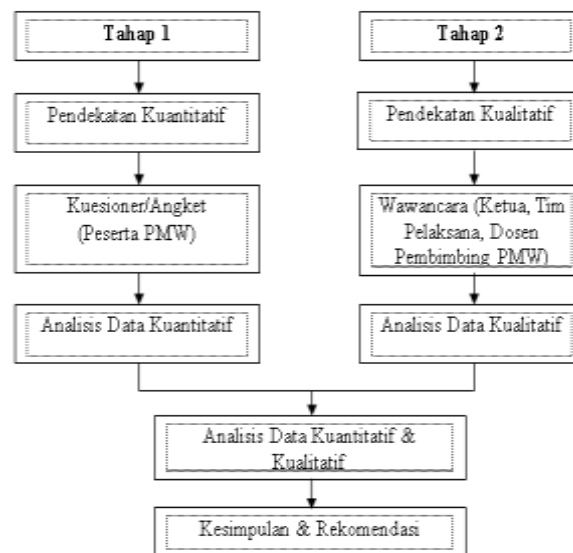 Tahap 1
Tahap 2
Pendekatan Kuantitatif
Pendekatan Kualitatif
Kuesioner/Angket
(Peserta PMW)
Wawancara (Ketua, Tim
Pelaksana, Dosen
Pembimbing PMW)
Analisis Data Kuantitatif
Analisis Data Kualitatif
Analisis Data Kuantitatif &
Kualitatif
Kesimpulan & Rekomendasi